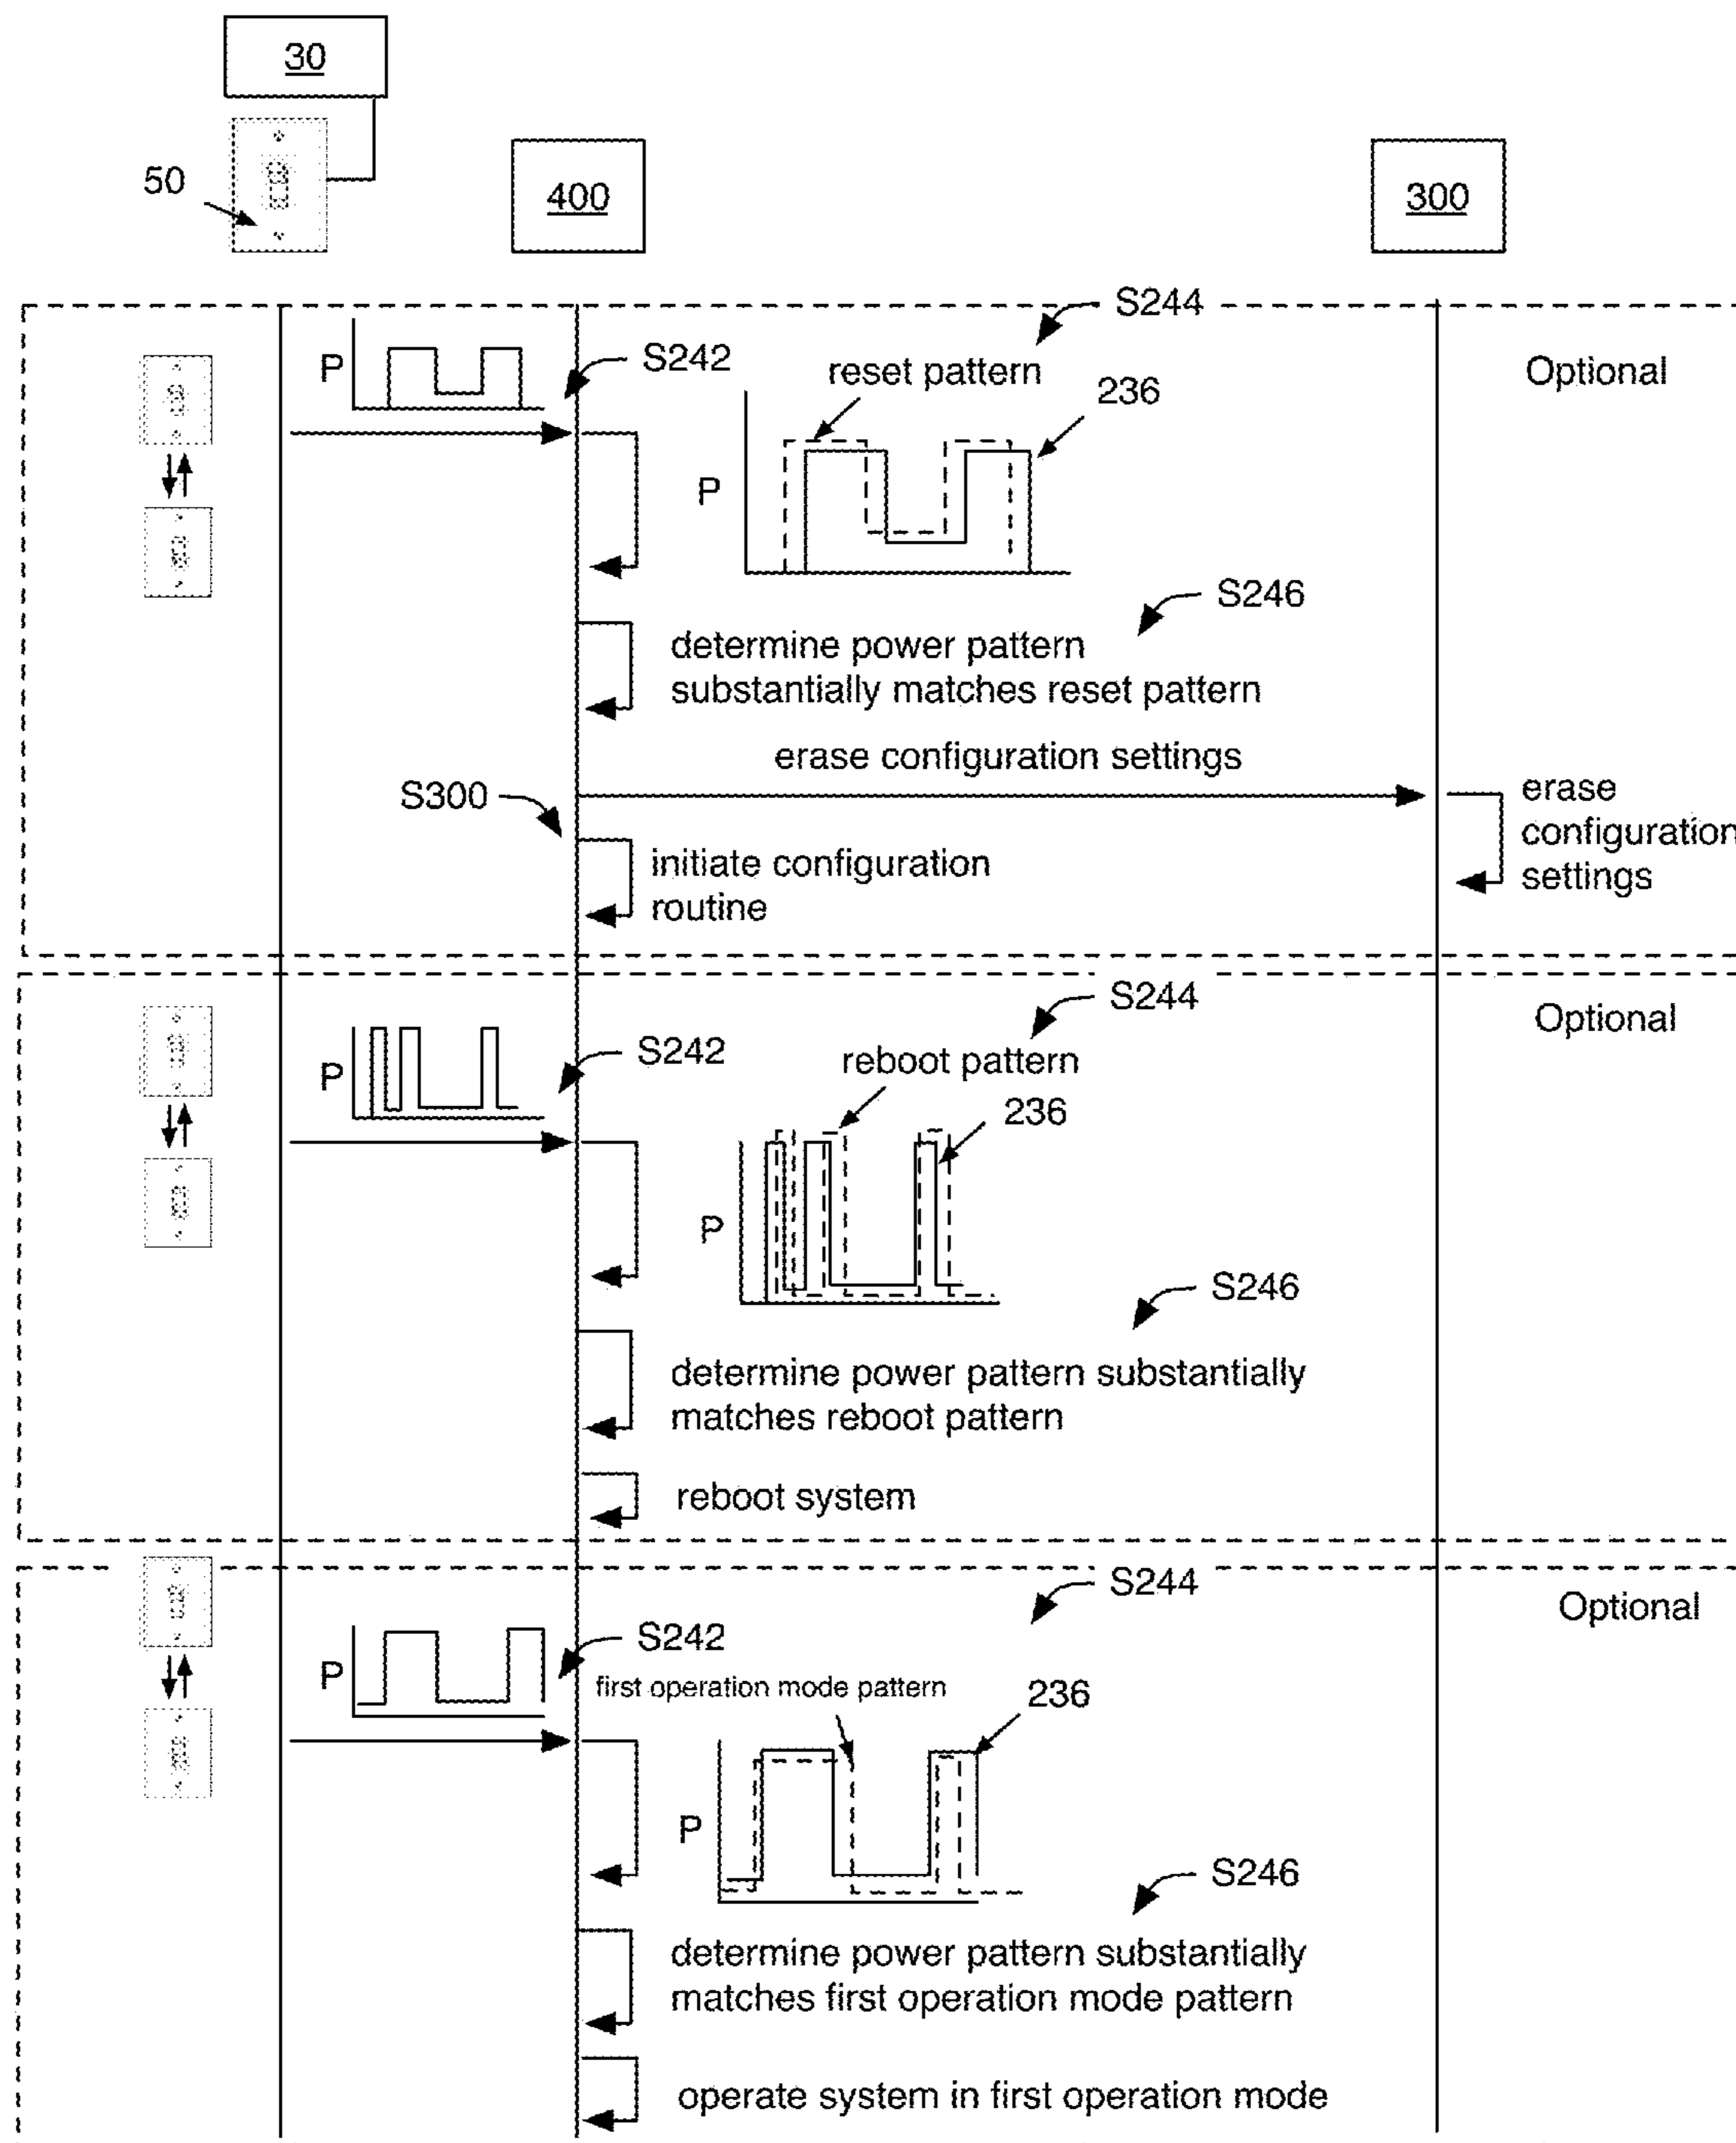 30
50
400
300
S244
P
S242
reset pattern
236
Optional
P
S246
determine power pattern
substantially matches reset pattern
erase configuration settings
S300
erase
configuration
settings
initiate configuration
routine
S244
Optional
P
S242
reboot pattern
236
P
S246
determine power pattern substantially
matches reboot pattern
reboot system
S244
Optional
P
S242
first operation mode pattern
236
P
S246
determine power pattern substantially
matches first operation mode pattern
operate system in first operation mode